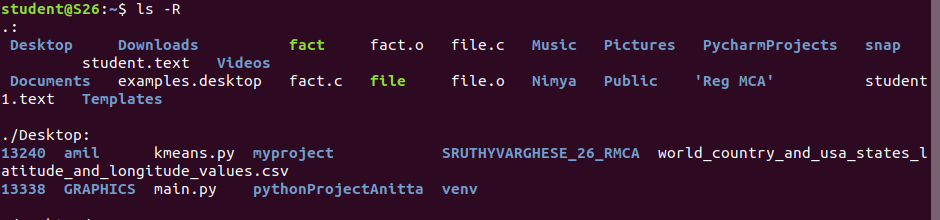 student@S26:~$ ls -R
.:
Desktop Downloads fact fact.o file.c Music Pictures PycharmProjects snap
student.text Videos
Documents examples.desktop fact.c file file.o Nimya Public 'Reg MCA' student
1.text Templates
./Desktop:
13240 amil kmeans.py myproject SRUTHYVARGHESE_26_RMCA world_country_and_usa_states_l
atitude_and_longitude_values.csv
13338 GRAPHICS main.py pythonProjectAnitta venv